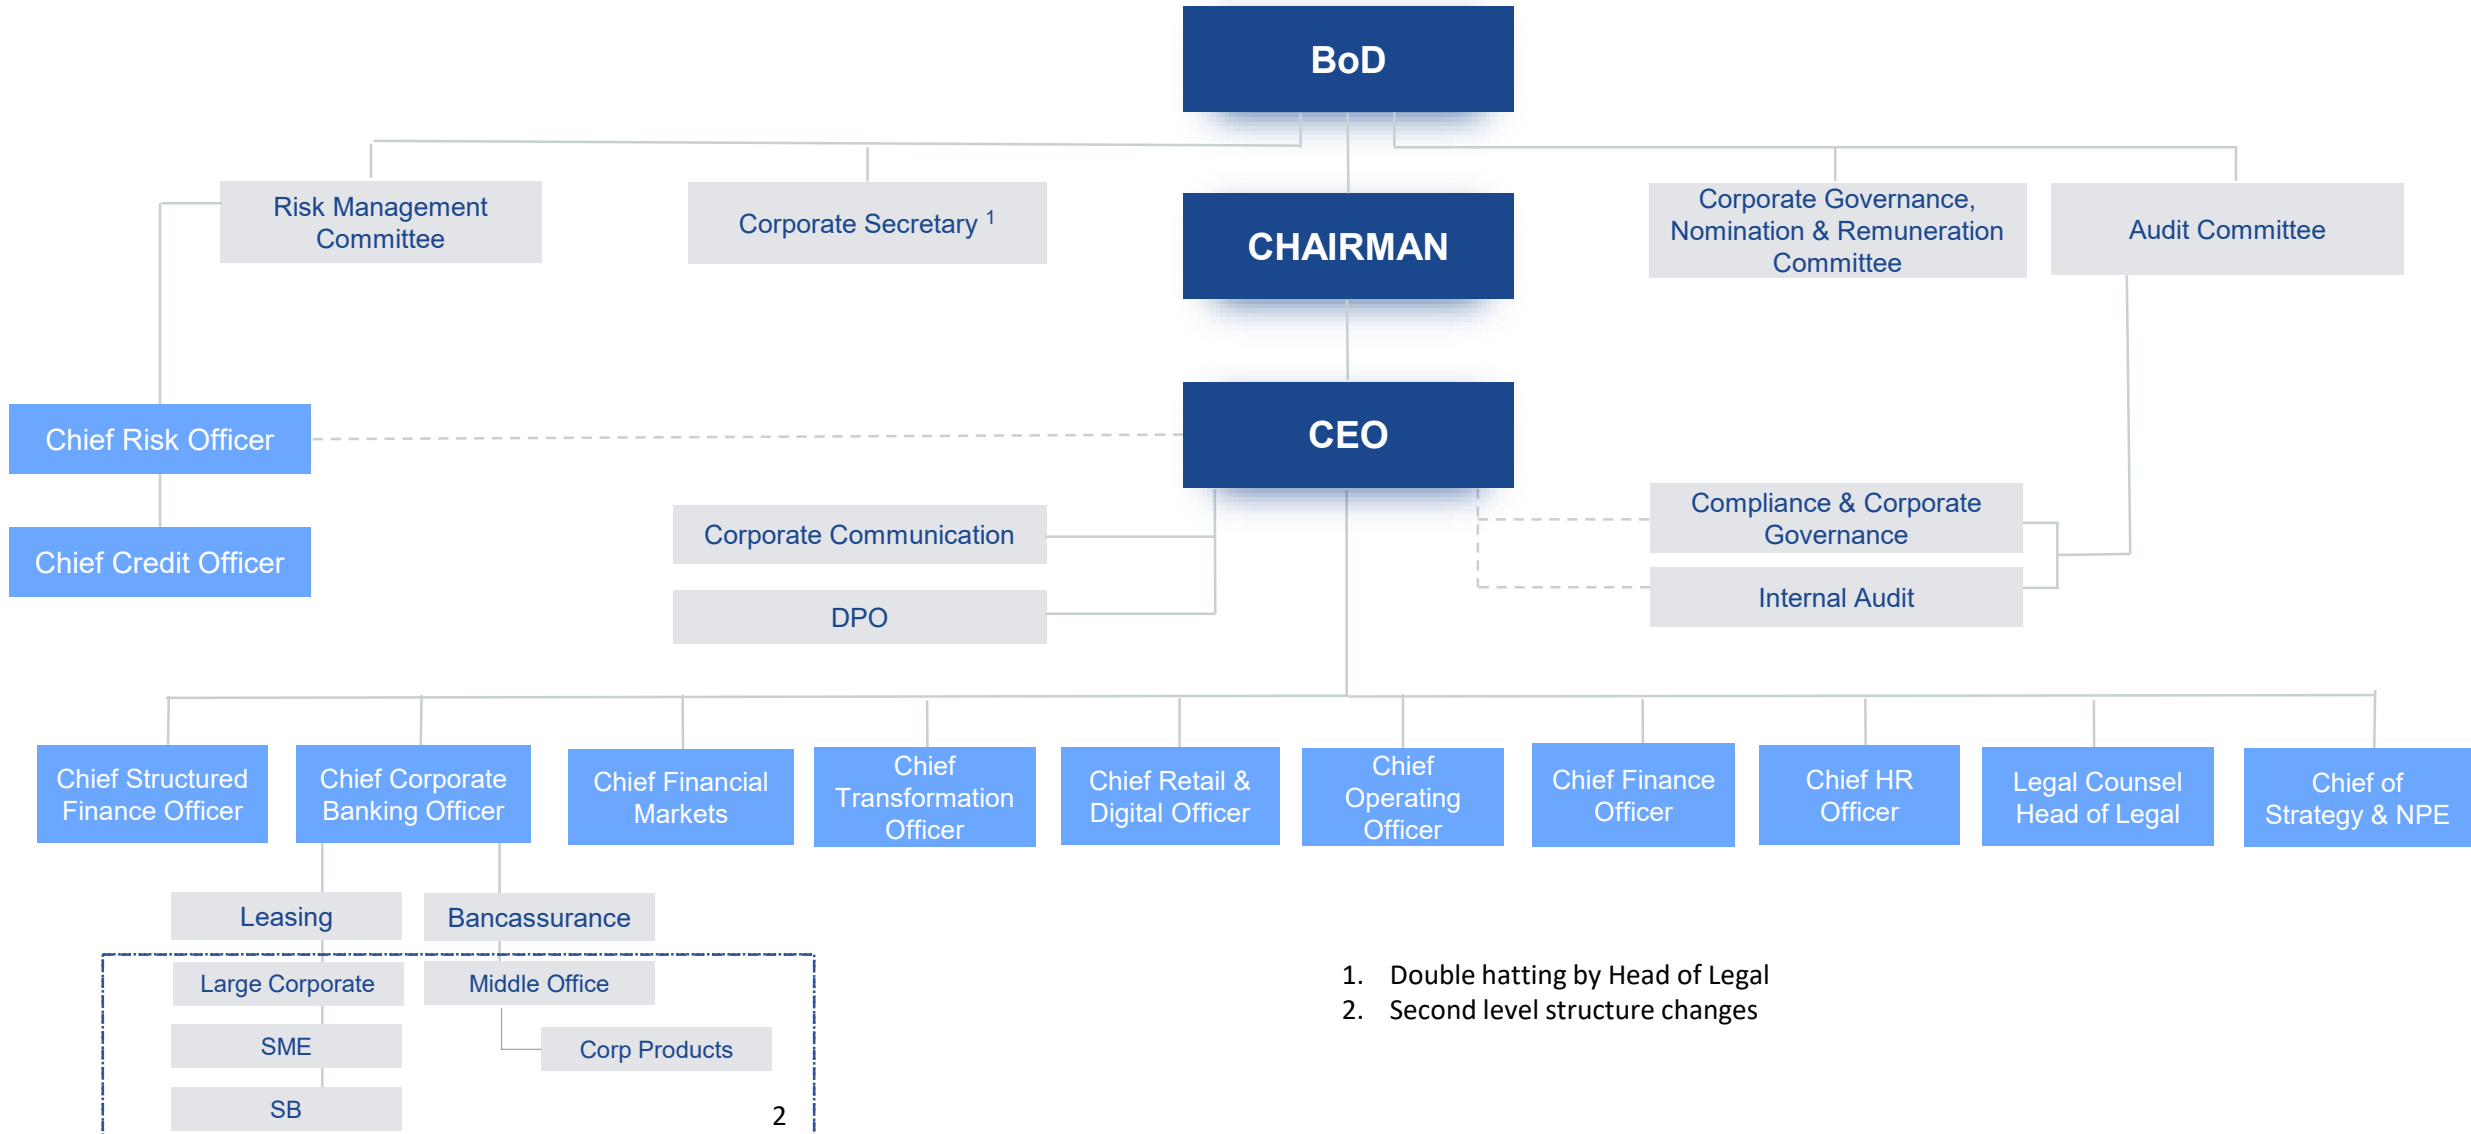 BoD
Risk Management
Committee
Corporate Secretary 1
CHAIRMAN
Corporate Governance,
Nomination & Remuneration
Committee
Audit Committee
Chief Risk Officer
CEO
Chief Credit Officer
Corporate Communication
DPO
Compliance & Corporate
Governance
Internal Audit
Chief Structured
Finance Officer
Chief Corporate
Banking Officer
Chief Financial
Markets
Chief
Transformation
Officer
Chief Retail &
Digital Officer
Chief
Operating
Officer
Chief Finance
Officer
Chief HR
Officer
Legal Counsel
Head of Legal
Chief of
Strategy & NPE
Leasing
Bancassurance
Large Corporate
Middle Office
SME
Corp Products
SB
2
1. Double hatting by Head of Legal
2. Second level structure changes